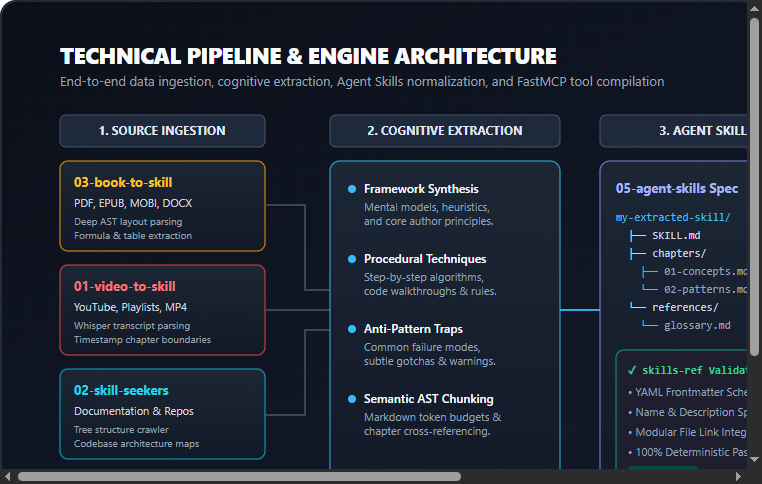 TECHNICAL PIPELINE & ENGINE ARCHITECTURE
End-to-end data ingestion, cognitive extraction, Agent Skills normalization, and FastMCP tool compilation
1. SOURCE INGESTION
03-book-to-skill
PDF, EPUB, MOBI, DOCX
Deep AST layout parsing
Formula & table extraction
01-video-to-skill
YouTube, Playlists, MP4
Whisper transcript parsing
Timestamp chapter boundaries
02-skill-seekers
Documentation & Repos
Tree structure crawler
Codebase architecture maps
2. COGNITIVE EXTRACTION
Framework Synthesis
Mental models, heuristics,
and core author principles.
Procedural Techniques
Step-by-step algorithms,
code walkthroughs & rules.
Anti-Pattern Traps
Common failure modes,
subtle gotchas & warnings.
Semantic AST Chunking
Markdown token budgets &
chapter cross-referencing.
3. AGENT SKILL
05-agent-skills Spec
my-extracted-skill/
├── SKILL.md
├── chapters/
│ ├── 01-concepts.md
│ └── 02-patterns.md
└── references/
└── glossary.md
✓ skills-ref Validat
• YAML Frontmatter Sche
• Name & Description Sp
• Modular File Link Integ
• 100% Deterministic Pas